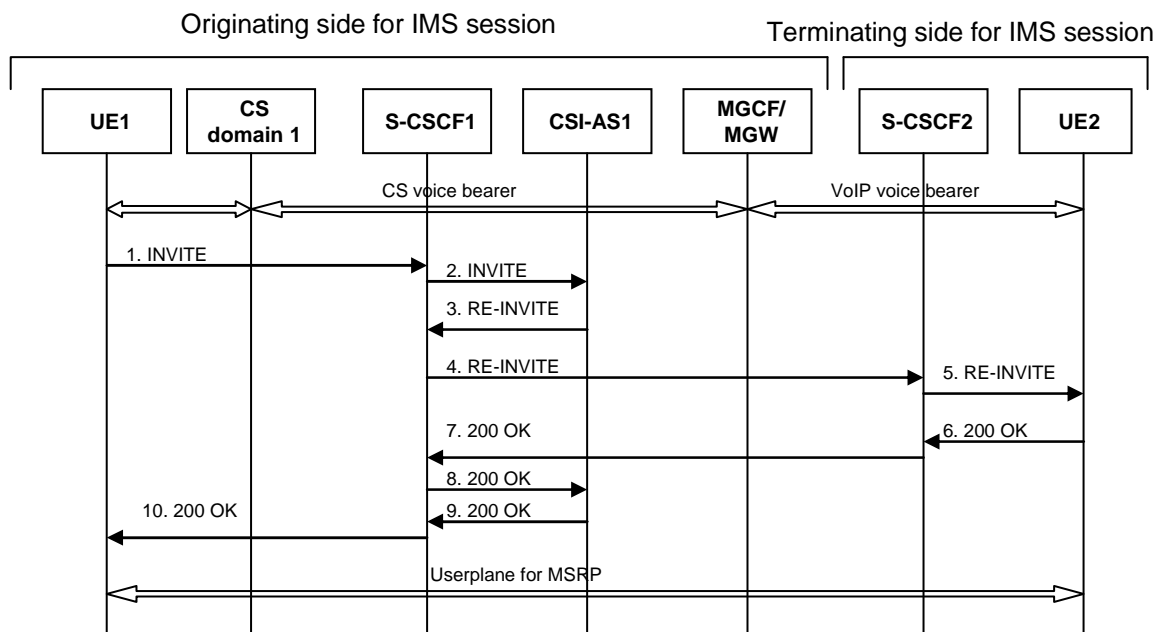 Originating side for IMS session
Terminating side for IMS session
UE1
CS
domain 1
S-CSCF1
CSI-AS1
MGCF/
MGW
S-CSCF2
UE2
CS voice bearer
VoIP voice bearer
1. INVITE
2. INVITE
3. RE-INVITE
4. RE-INVITE
5. RE-INVITE
6. 200 OK
7. 200 OK
8. 200 OK
9. 200 OK
10. 200 OK
Userplane for MSRP